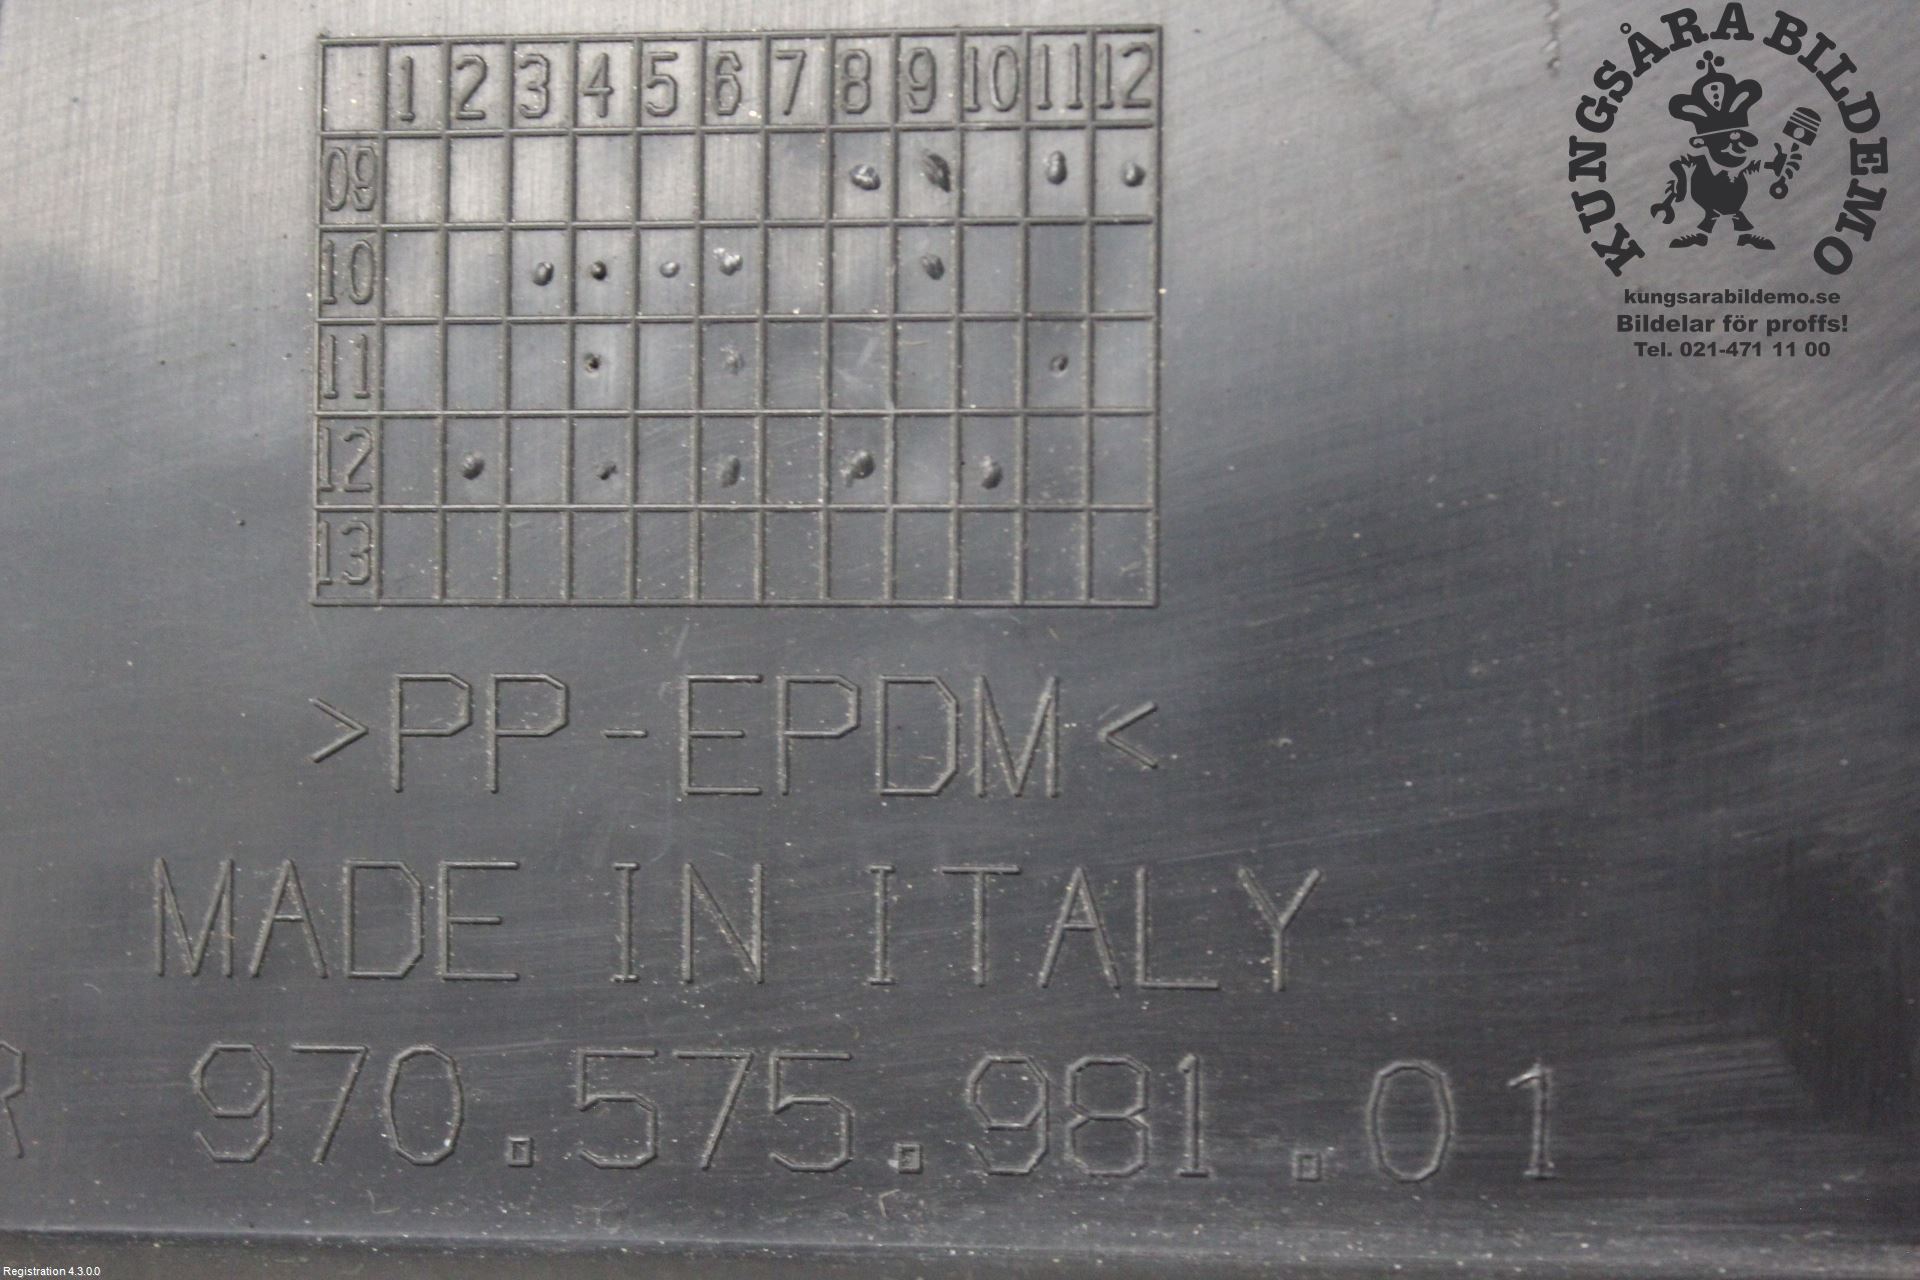 KUNGSÅRA BILDEMO
kungsarabildemo.se
Bildelar för proffs!
Tel. 021-471 11 00
1 2 3 4 5 6 7 8 9 10 11 12
09
10
11
12
13
>PP-EPDM<
MADE IN ITALY
R 970.575.981.01
Registration 4.3.0.0